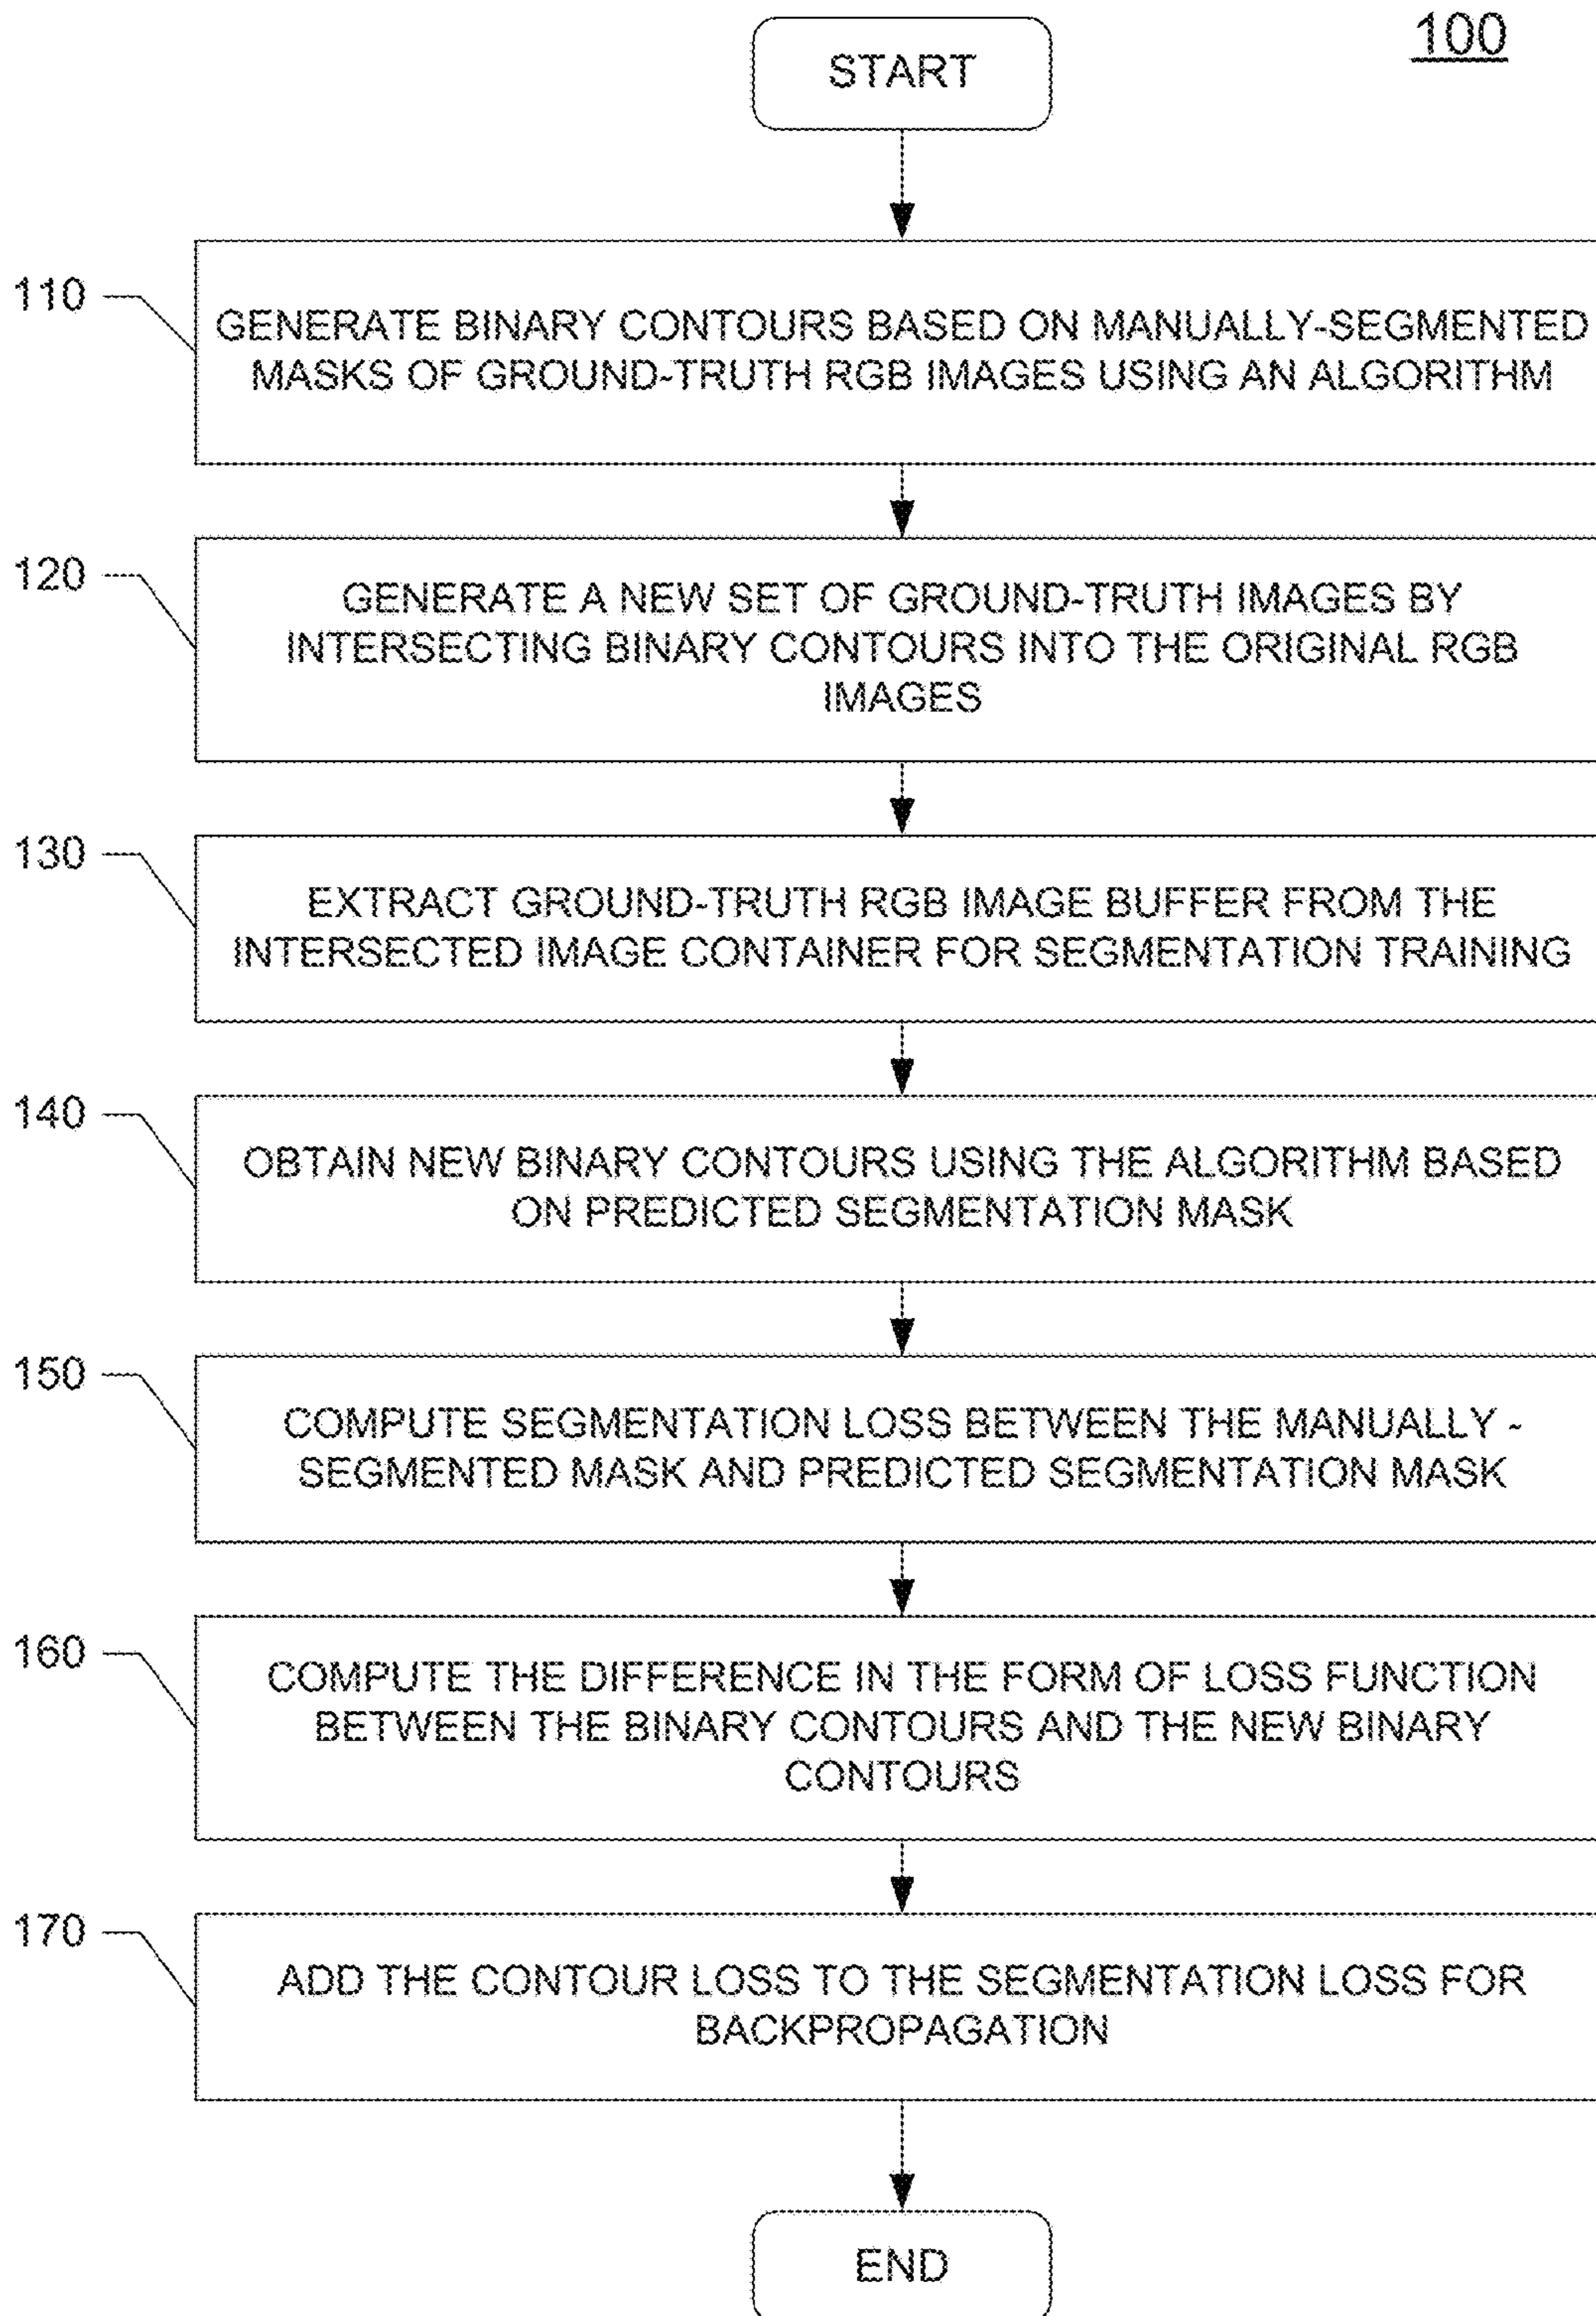 100
START
110
GENERATE BINARY CONTOURS BASED ON MANUALLY-SEGMENTED
MASKS OF GROUND-TRUTH RGB IMAGES USING AN ALGORITHM
120
GENERATE A NEW SET OF GROUND-TRUTH IMAGES BY
INTERSECTING BINARY CONTOURS INTO THE ORIGINAL RGB
IMAGES
130
EXTRACT GROUND-TRUTH RGB IMAGE BUFFER FROM THE
INTERSECTED IMAGE CONTAINER FOR SEGMENTATION TRAINING
140
OBTAIN NEW BINARY CONTOURS USING THE ALGORITHM BASED
ON PREDICTED SEGMENTATION MASK
150
COMPUTE SEGMENTATION LOSS BETWEEN THE MANUALLY -
SEGMENTED MASK AND PREDICTED SEGMENTATION MASK
160
COMPUTE THE DIFFERENCE IN THE FORM OF LOSS FUNCTION
BETWEEN THE BINARY CONTOURS AND THE NEW BINARY
CONTOURS
170
ADD THE CONTOUR LOSS TO THE SEGMENTATION LOSS FOR
BACKPROPAGATION
END